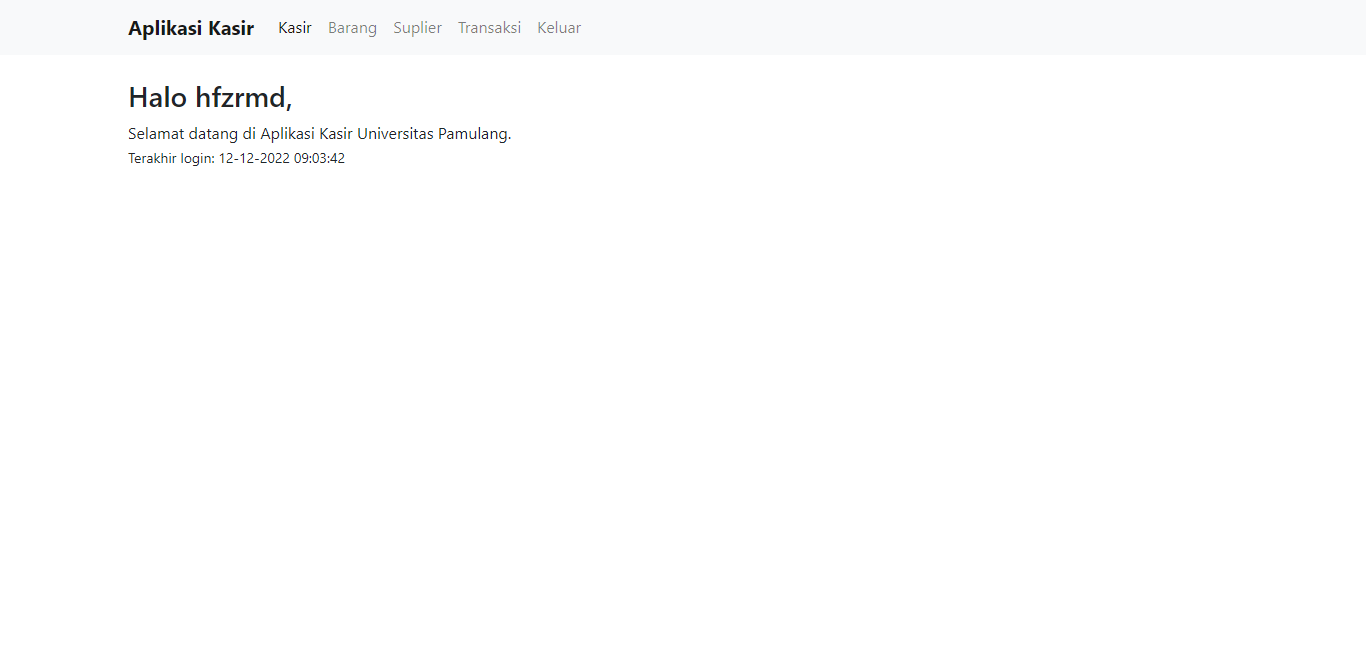 Aplikasi Kasir Kasir Barang Suplier Transaksi Keluar
Halo hfzrmd,
Selamat datang di Aplikasi Kasir Universitas Pamulang.
Terakhir login: 12-12-2022 09:03:42